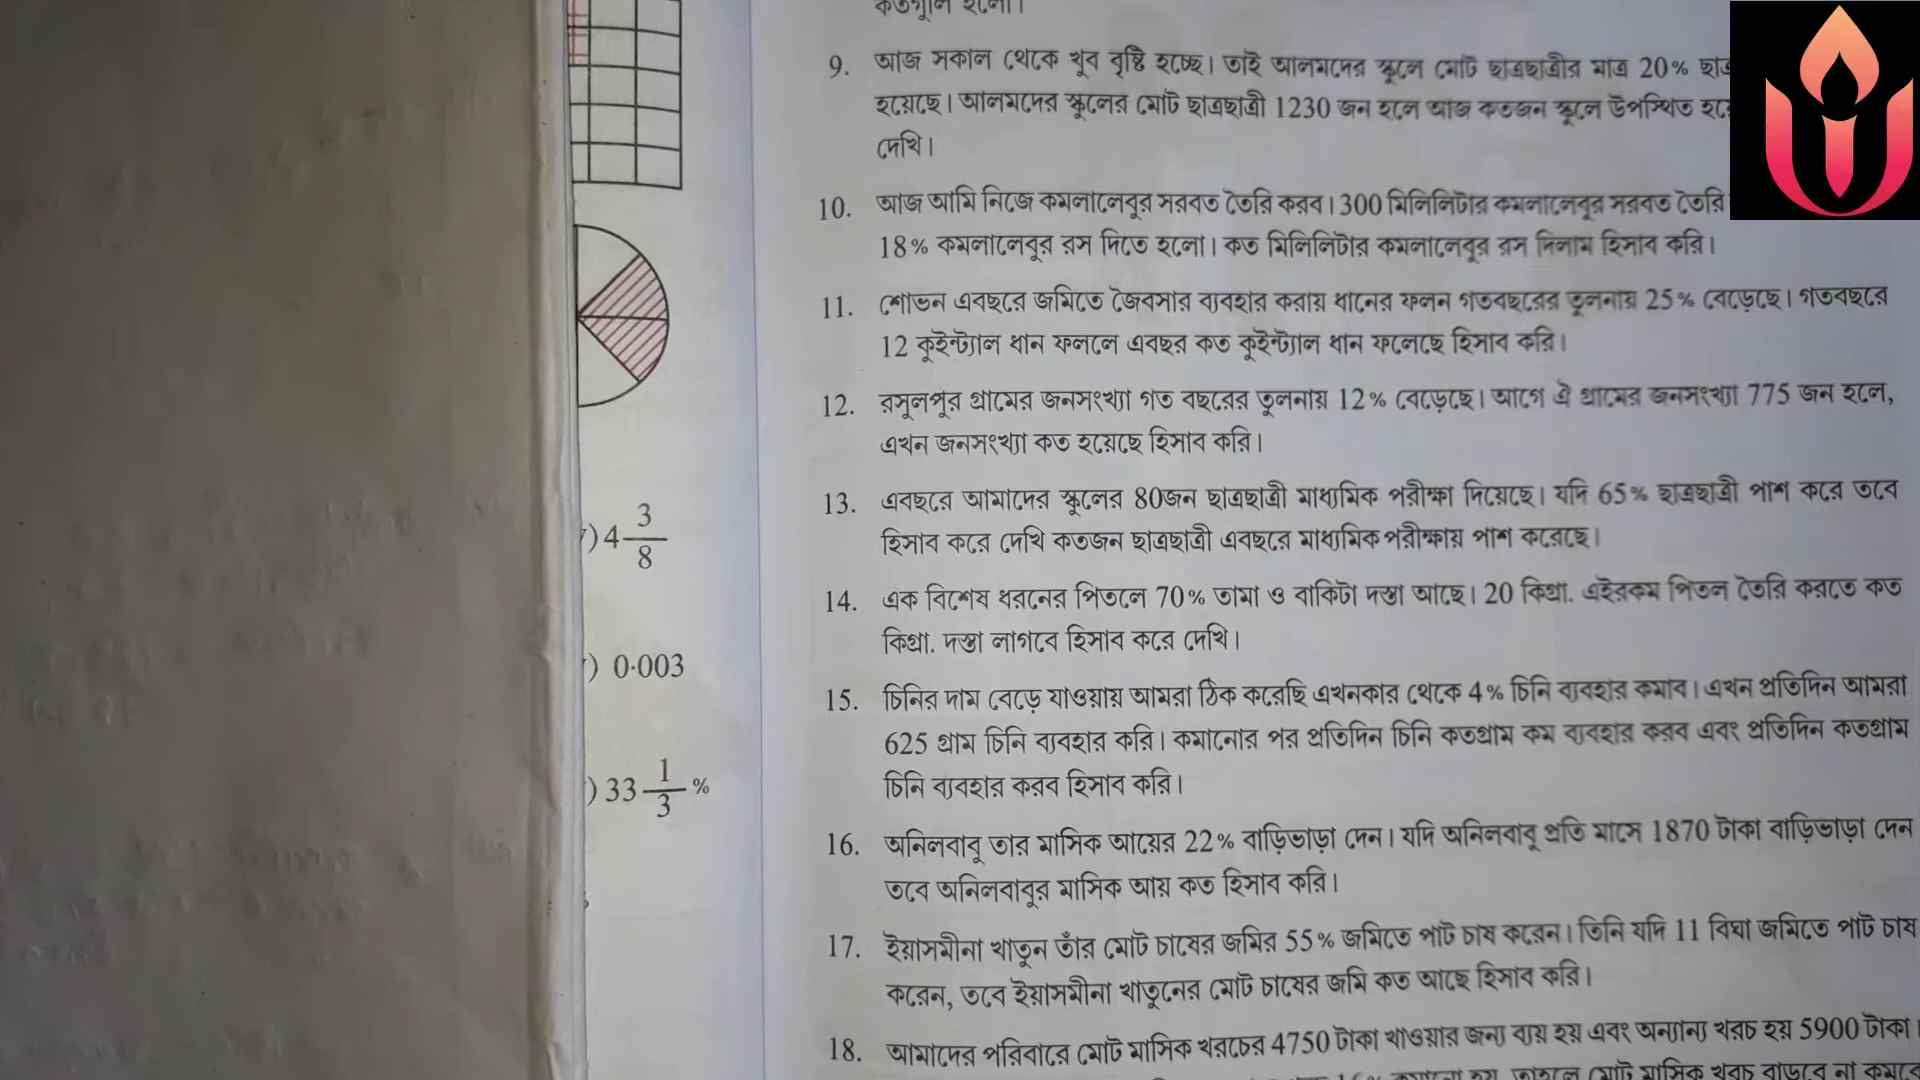 9. আজ সকাল থেকে খুব বৃষ্টি হচ্ছে। তাই আলমদের স্কুলে মোট ছাত্রছাত্রীর মাত্র 20%
হয়েছে। আলমদের স্কুলের মোট ছাত্রছাত্রী 1230 জন হলে আজ কতজন স্কুলে উপস্থিত
দেখি।
10. আজ আমি নিজে কমলালেবুর সরবত তৈরি করব। 300 মিলিলিটার কমলালেবুর সরবত তৈরি
18% কমলালেবুর রস দিতে হলো। কত মিলিলিটার কমলালেবুর রস দিলাম হিসাব করি।
11. শোভন এবছরে জমিতে জৈবসার ব্যবহার করায় ধানের ফলন গতবছরের তুলনায় 25% বেড়েছে। গতবছরে
12 কুইন্ট্যাল ধান ফললে এবছর কত কুইন্ট্যাল ধান ফলেছে হিসাব করি।
12. রসুলপুর গ্রামের জনসংখ্যা গত বছরের তুলনায় 12% বেড়েছে। আগে ঐ গ্রামের জনসংখ্যা 775 জন হলে,
এখন জনসংখ্যা কত হয়েছে হিসাব করি।
) 4 3/8
13. এবছরে আমাদের স্কুলের 80জন ছাত্রছাত্রী মাধ্যমিক পরীক্ষা দিয়েছে। যদি 65% ছাত্রছাত্রী পাশ করে তবে
হিসাব করে দেখি কতজন ছাত্রছাত্রী এবছরে মাধ্যমিক পরীক্ষায় পাশ করেছে।
14. এক বিশেষ ধরনের পিতলে 70% তামা ও বাকিটা দস্তা আছে। 20 কিগ্রা. এইরকম পিতল তৈরি করতে কত
কিগ্রা. দস্তা লাগবে হিসাব করে দেখি।
) 0·003
15. চিনির দাম বেড়ে যাওয়ায় আমরা ঠিক করেছি এখনকার থেকে 4% চিনি ব্যবহার কমাব। এখন প্রতিদিন আমরা
625 গ্রাম চিনি ব্যবহার করি। কমানোর পর প্রতিদিন চিনি কতগ্রাম কম ব্যবহার করব এবং প্রতিদিন কতগ্রাম
চিনি ব্যবহার করব হিসাব করি।
) 33 1/3 %
16. অনিলবাবু তার মাসিক আয়ের 22% বাড়িভাড়া দেন। যদি অনিলবাবু প্রতি মাসে 1870 টাকা বাড়িভাড়া দেন
তবে অনিলবাবুর মাসিক আয় কত হিসাব করি।
17. ইয়াসমীনা খাতুন তাঁর মোট চাষের জমির 55% জমিতে পাট চাষ করেন। তিনি যদি 11 বিঘা জমিতে পাট চাষ
করেন, তবে ইয়াসমীনা খাতুনের মোট চাষের জমি কত আছে হিসাব করি।
18. আমাদের পরিবারে মোট মাসিক খরচের 4750 টাকা খাওয়ার জন্য ব্যয় হয় এবং অন্যান্য খরচ হয় 5900 টাকা।